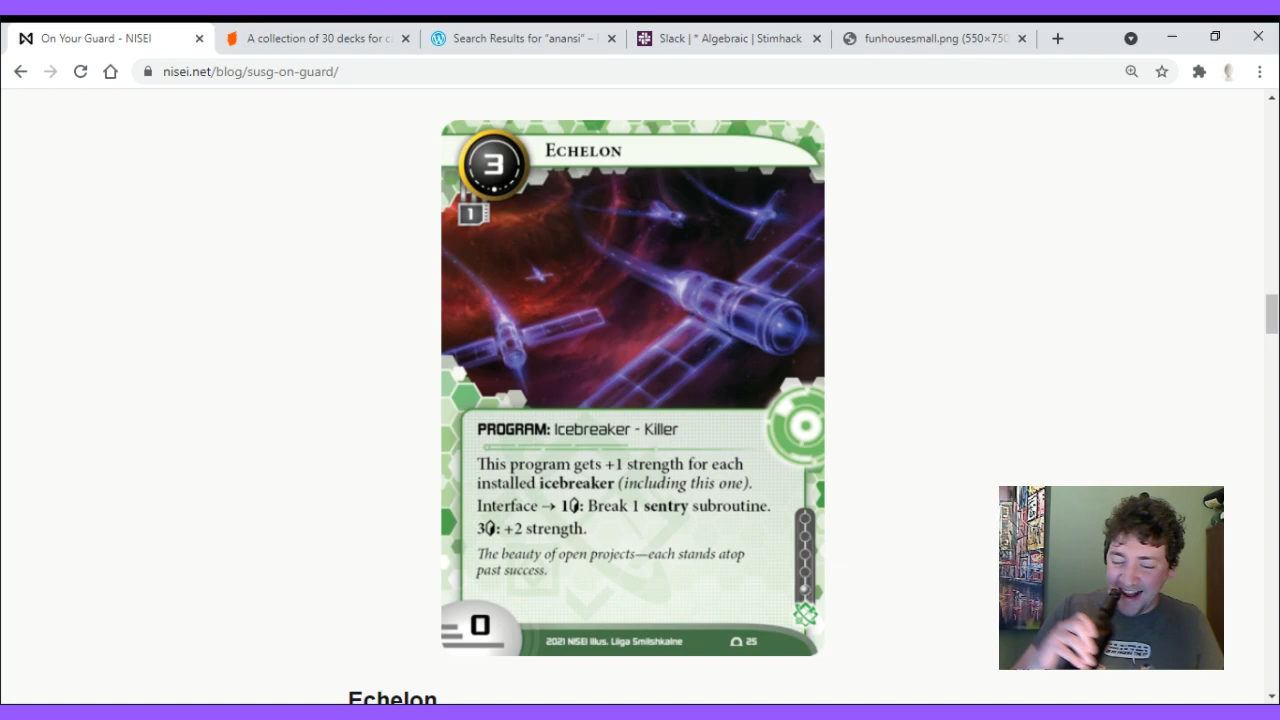 On Your Guard - NISEI
A collection of 30 decks for c
Search Results for "anansi" –
Slack | * Algebraic | Stimhack
funhousesmall.png (550×750
nisei.net/blog/susg-on-guard/
3
ECHELON
1
PROGRAM: Icebreaker - Killer
This program gets +1 strength for each
installed icebreaker (including this one).
Interface → 1: Break 1 sentry subroutine.
3: +2 strength.
The beauty of open projects—each stands atop
past success.
0
2021 NISEI Illus. Liiga Smilshkalne
25
Echelon